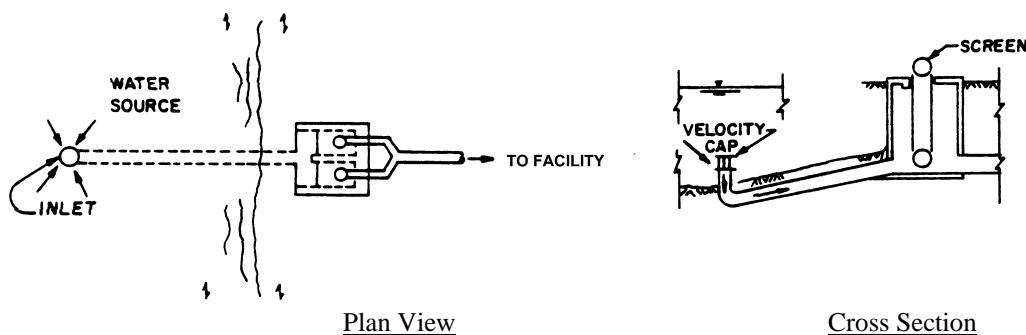 WATER
SOURCE
INLET
TO FACILITY
Plan View
SCREEN
VELOCITY
CAP
Cross Section